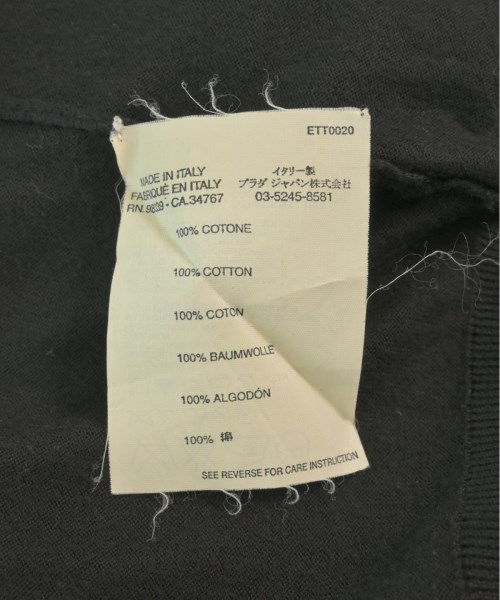 ETT0020
MADE IN ITALY
FABRIQUÉ EN ITALY
CA.34767
イタリー製
プラダ ジャパン株式会社
03-5245-8581
100% COTONE
100% COTTON
100% COTON
100% BAUMWOLLE
100% ALGODÓN
100% 綿
SEE REVERSE FOR CARE INSTRUCTION